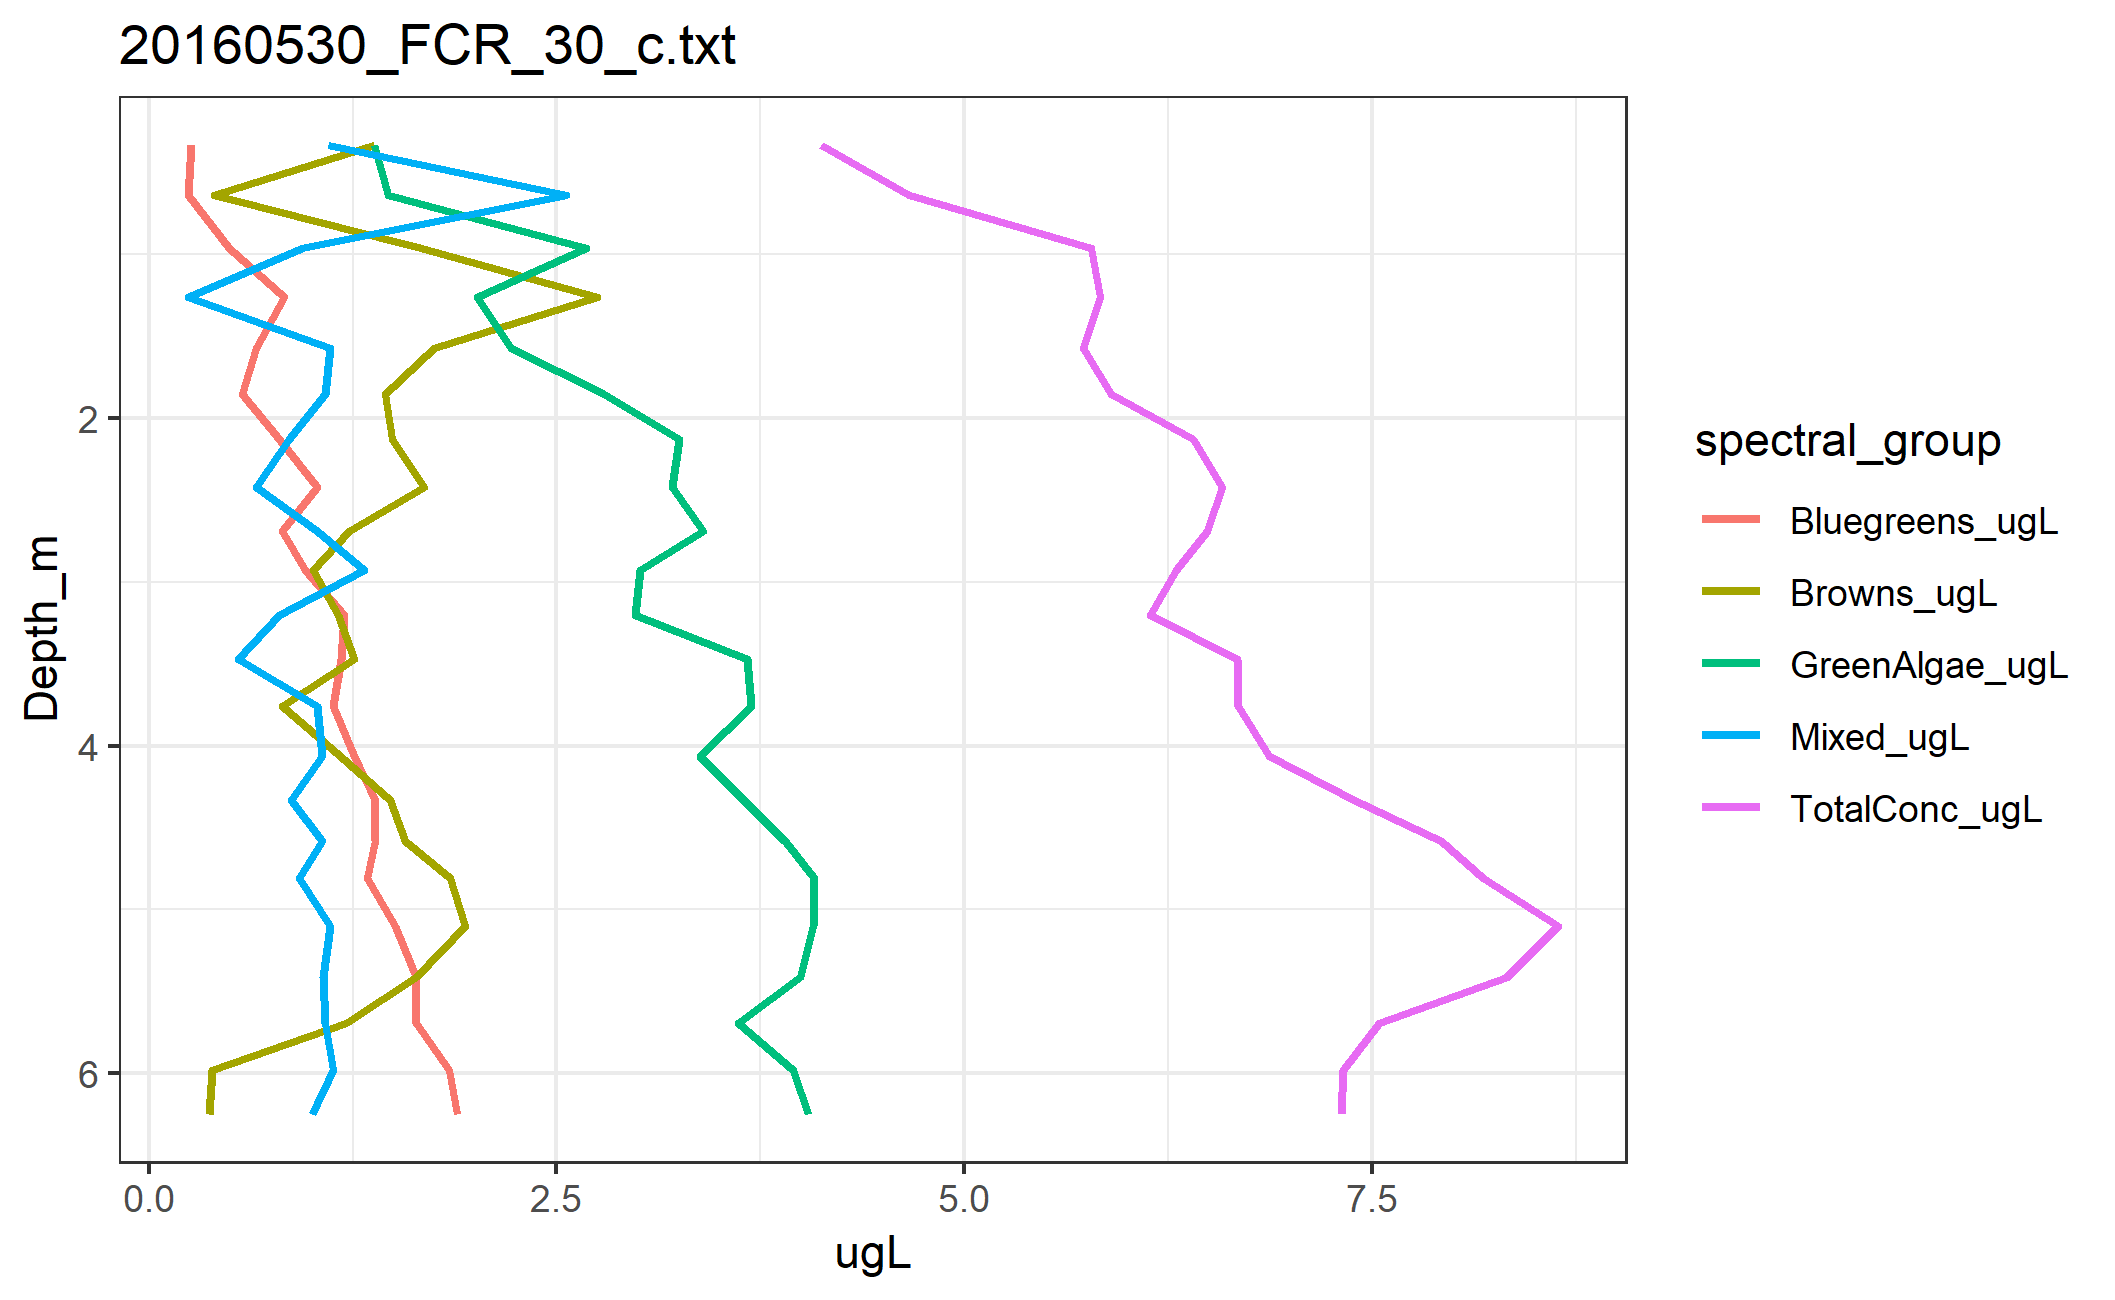 20160530_FCR_30_c.txt
Depth_m
2
4
6
0.0 2.5 5.0 7.5
ugL
spectral_group
Bluegreens_ugL
Browns_ugL
GreenAlgae_ugL
Mixed_ugL
TotalConc_ugL